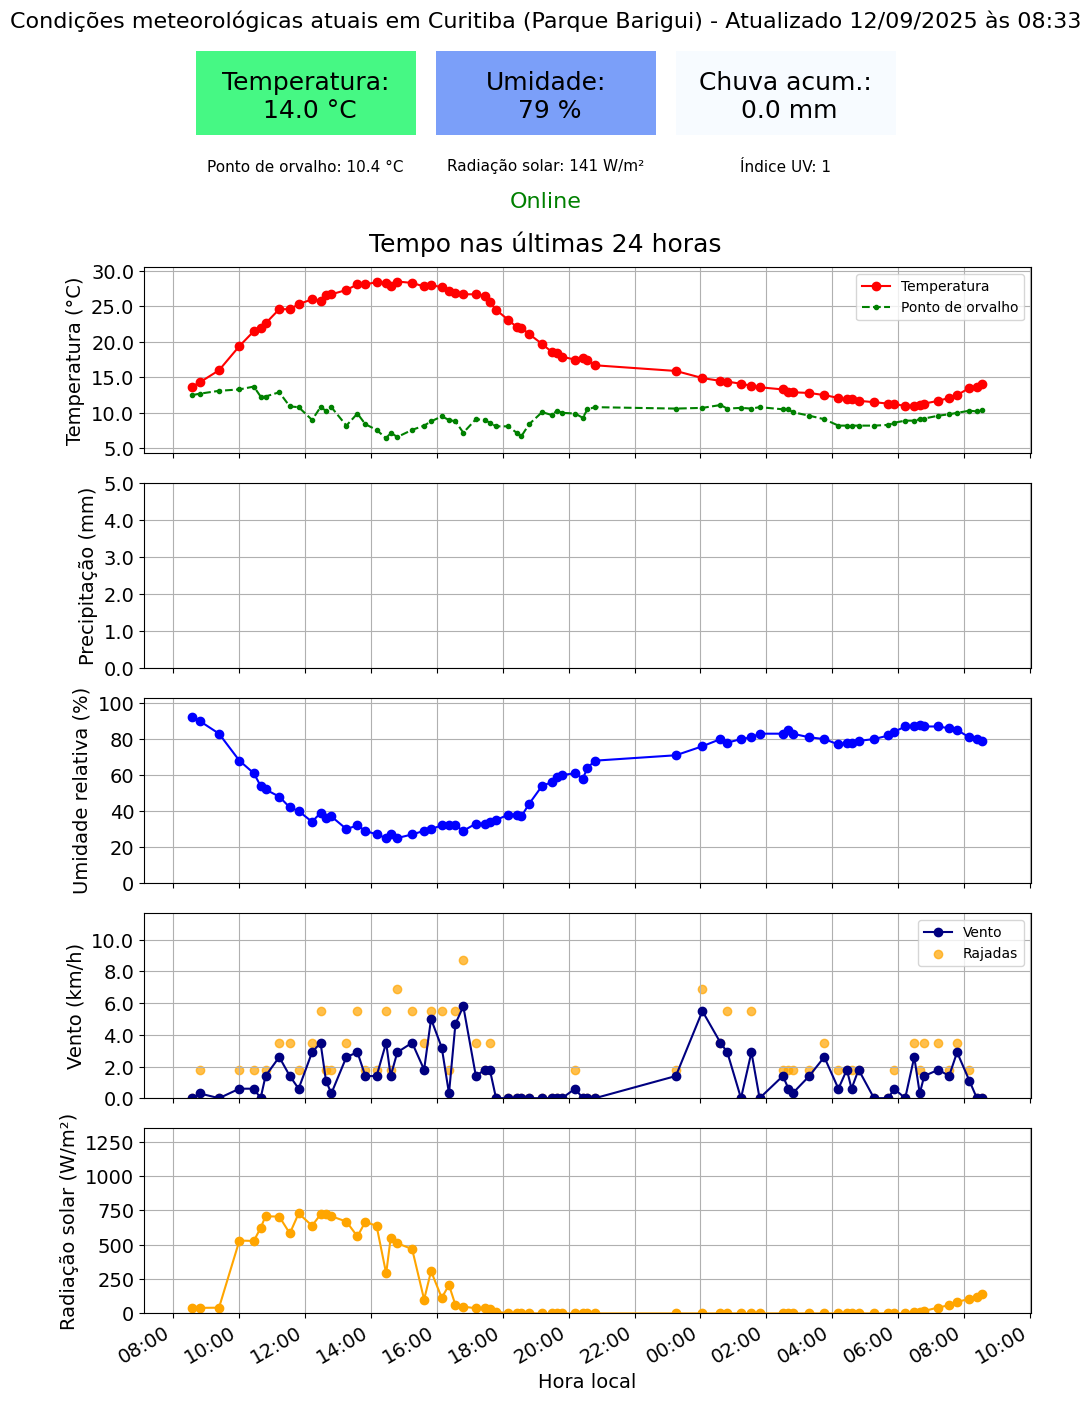 Condições meteorológicas atuais em Curitiba (Parque Barigui) - Atualizado 12/09/2025 às 08:33
Temperatura:
14.0 °C
Umidade:
79 %
Chuva acum.:
0.0 mm
Ponto de orvalho: 10.4 °C
Radiação solar: 141 W/m²
Índice UV: 1
Online
Tempo nas últimas 24 horas
Temperatura (°C)
30.0
25.0
20.0
15.0
10.0
5.0
Temperatura
Ponto de orvalho
Precipitação (mm)
5.0
4.0
3.0
2.0
1.0
0.0
Umidade relativa (%)
100
80
60
40
20
0
Vento (km/h)
10.0
8.0
6.0
4.0
2.0
0.0
Vento
Rajadas
Radiação solar (W/m²)
1250
1000
750
500
250
0
08:00
10:00
12:00
14:00
16:00
18:00
20:00
22:00
00:00
02:00
04:00
06:00
08:00
10:00
Hora local